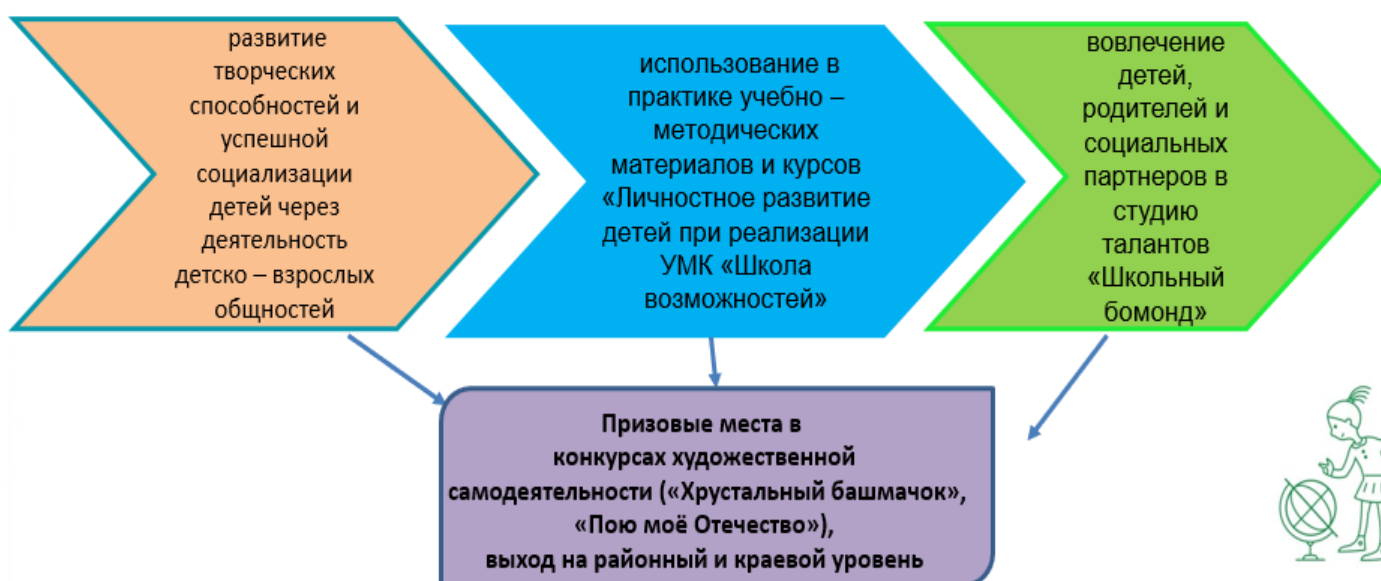 развитие
творческих
способностей и
успешной
социализации
детей через
деятельность
детско – взрослых
общностей
использование в
практике учебно –
методических
материалов и курсов
«Личностное развитие
детей при реализации
УМК «Школа
возможностей»
вовлечение
детей,
родителей и
социальных
партнеров в
студию
талантов
«Школьный
бомонд»
Призовые места в
конкурсах художественной
самодеятельности («Хрустальный башмачок»,
«Пою моё Отечество»),
выход на районный и краевой уровень